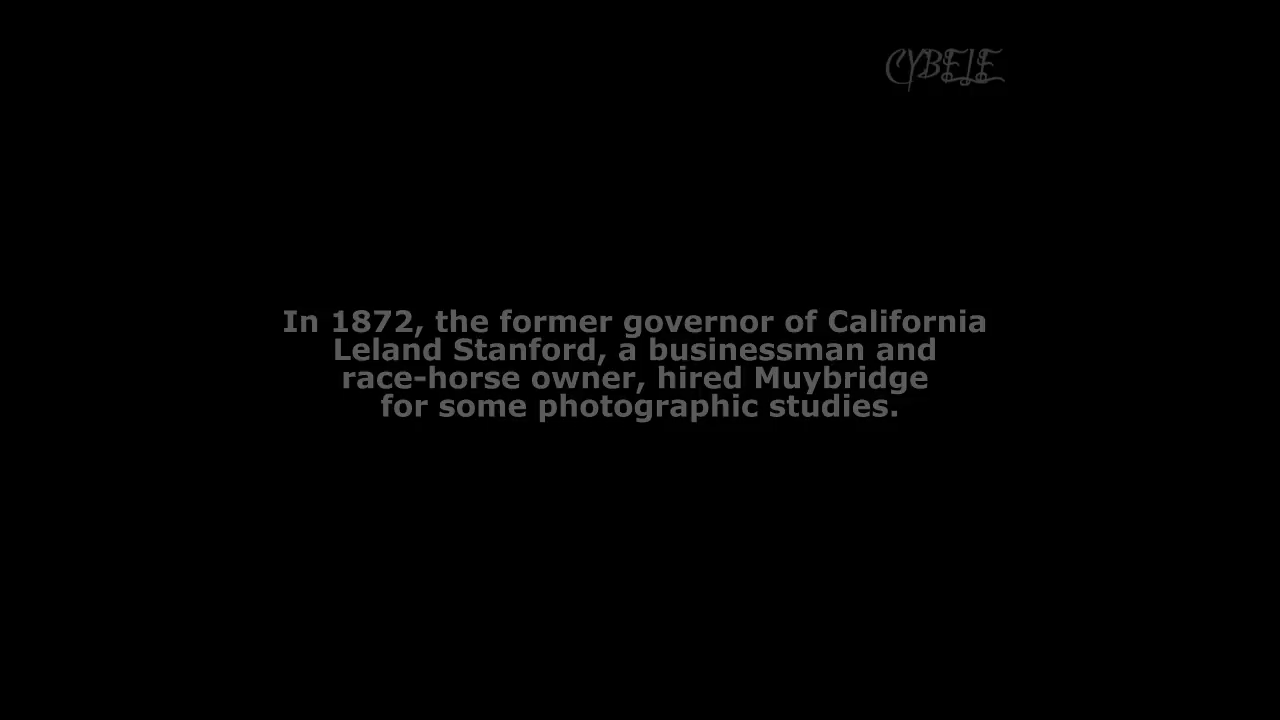 CYBELE
In 1872, the former governor of California
Leland Stanford, a businessman and
race-horse owner, hired Muybridge
for some photographic studies.